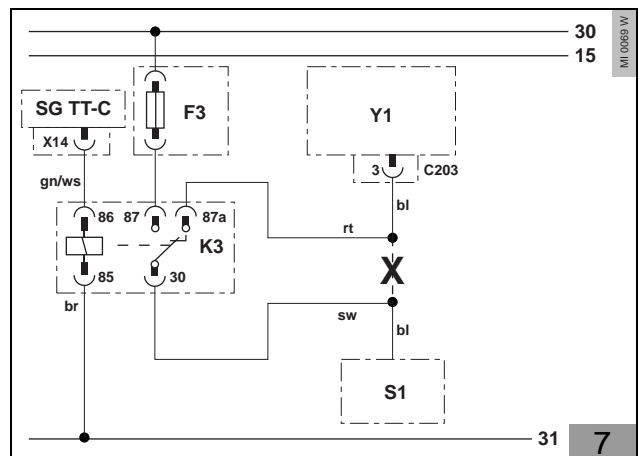 30
15
MI 0069 W
SG TT-C
F3
Y1
X14
3
C203
gn/ws
bl
86
87
87a
rt
K3
X
85
30
br
sw
bl
S1
31
7